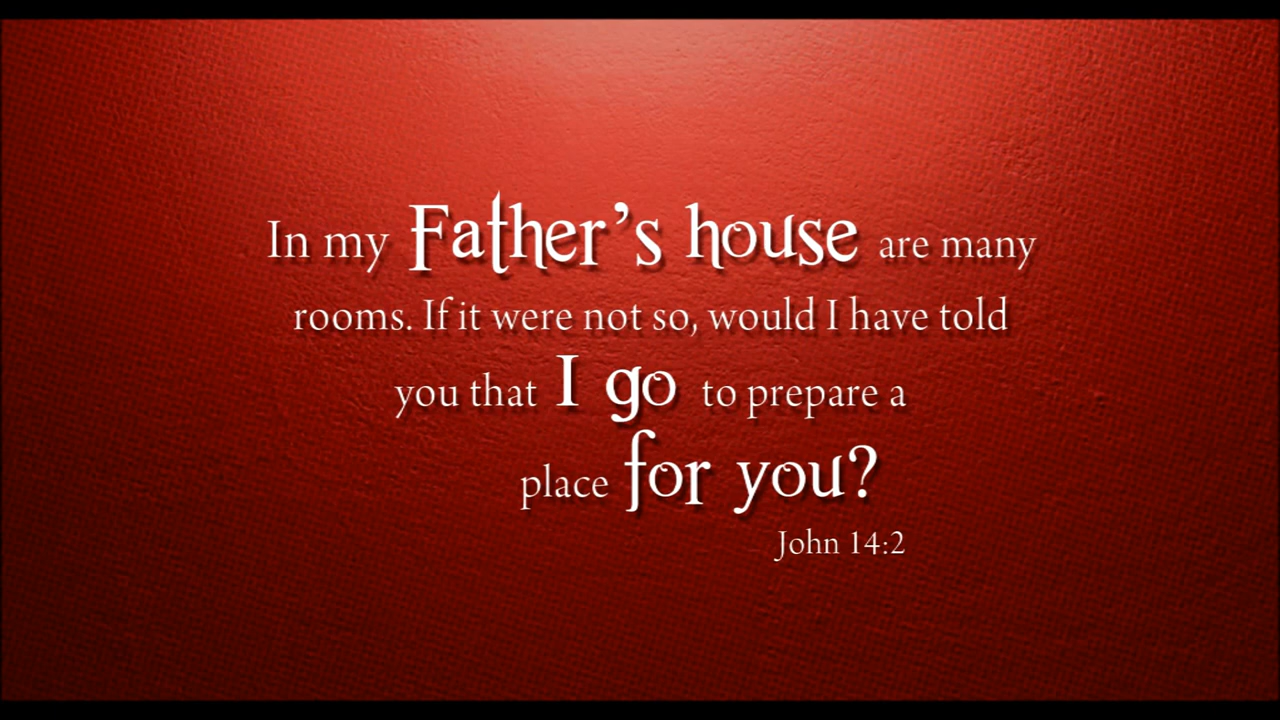 In my Father’s house are many
rooms. If it were not so, would I have told
you that I go to prepare a
place for you?
John 14:2